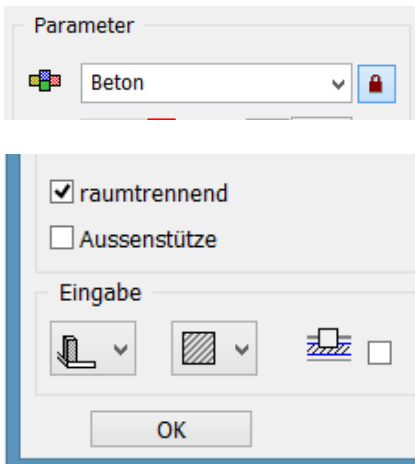 Parameter
Beton
raumtrennend
Aussenstütze
Eingabe
OK